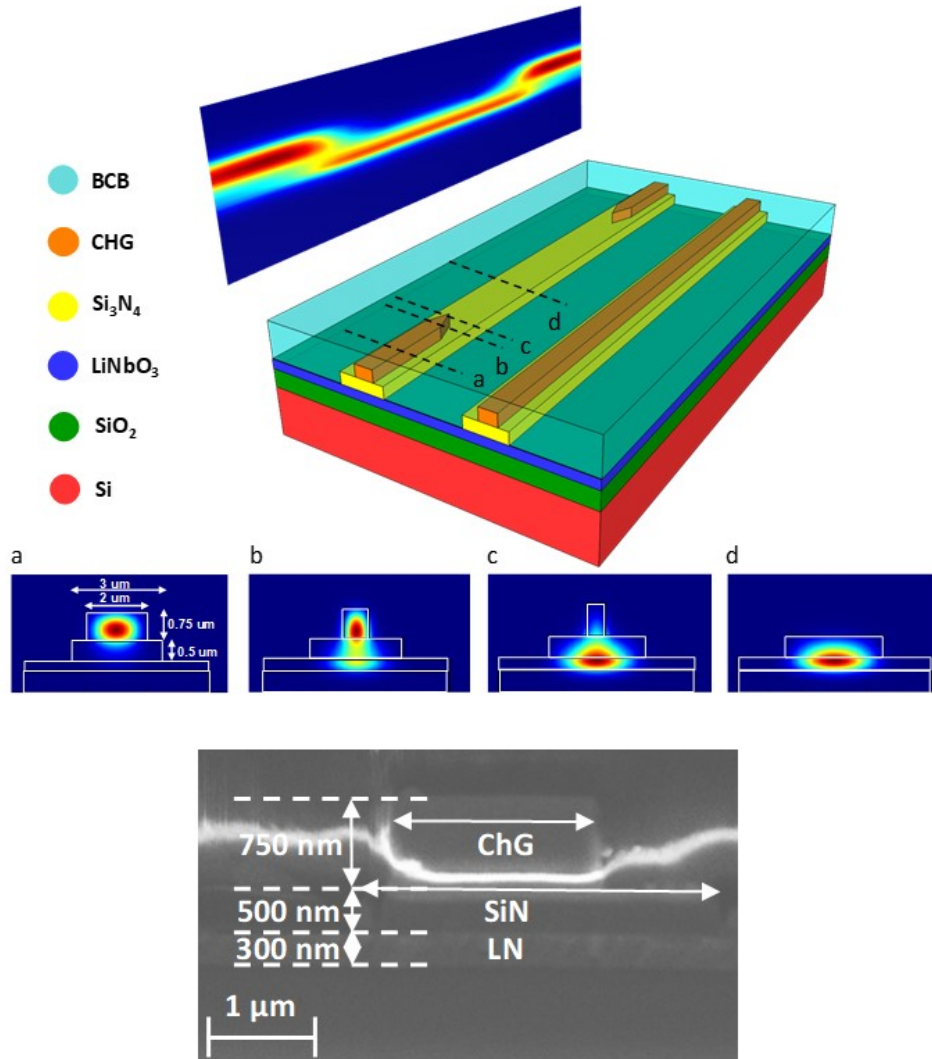 BCB
CHG
Si₃N₄
LiNbO₃
SiO₂
Si
d
c
b
a
a
b
c
d
3 um
2 um
0.75 um
0.5 um
750 nm
ChG
500 nm
SiN
300 nm
LN
1 μm